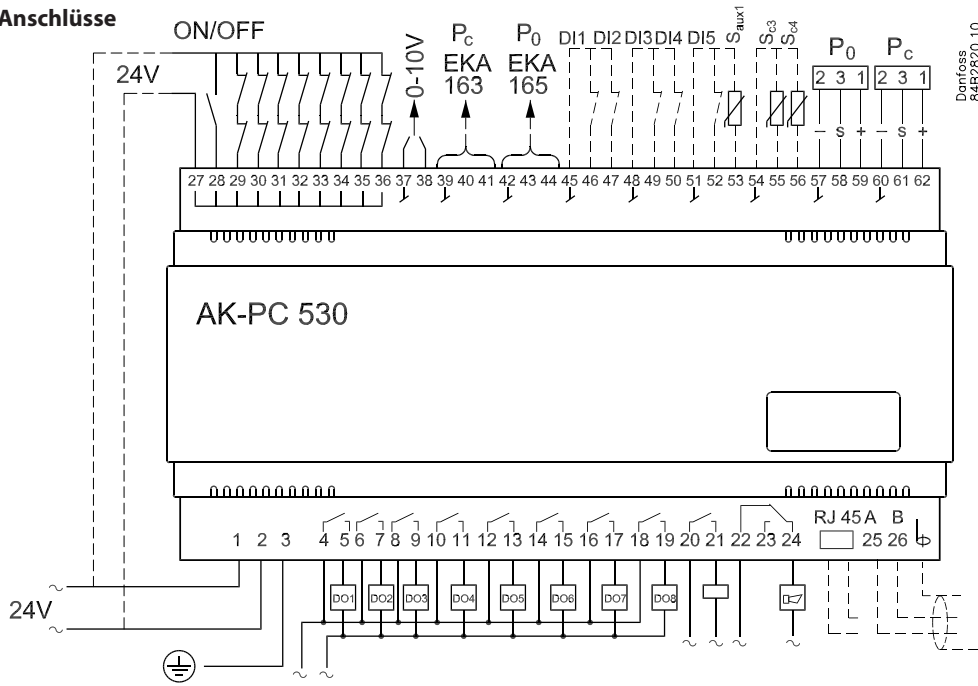 Anschlüsse
ON/OFF
24V
0-10V
Pc
EKA
163
P0
EKA
165
DI1 DI2 DI3 DI4 DI5 Saux1 Sc3 Sc4
P0 Pc
2 3 1 2 3 1
– s + – s +
Danfoss
84B2820.10
27 28 29 30 31 32 33 34 35 36 37 38 39 40 41 42 43 44 45 46 47 48 49 50 51 52 53 54 55 56 57 58 59 60 61 62
AK-PC 530
RJ 45 A B
1 2 3 4 5 6 7 8 9 10 11 12 13 14 15 16 17 18 19 20 21 22 23 24 25 26
DO1 DO2 DO3 DO4 DO5 DO6 DO7 DO8
~
24V
~
~ ~ ~ ~ ~ ~